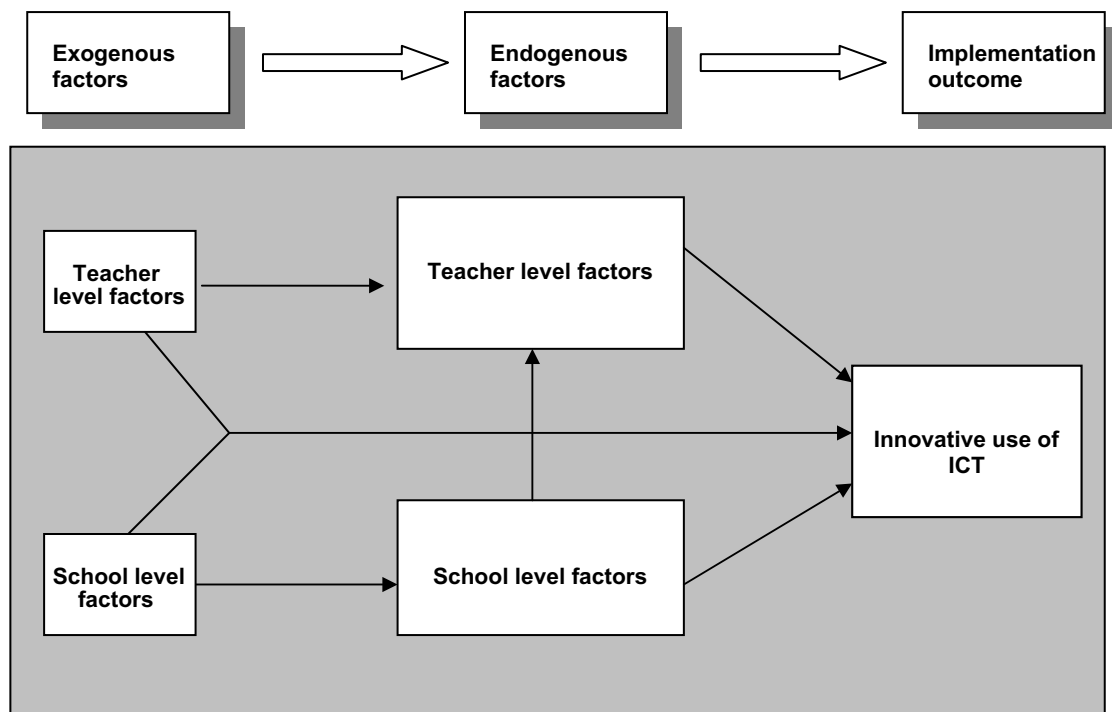 Exogenous
factors
Endogenous
factors
Implementation
outcome
Teacher
level factors
Teacher level factors
Innovative use of
ICT
School level
factors
School level factors